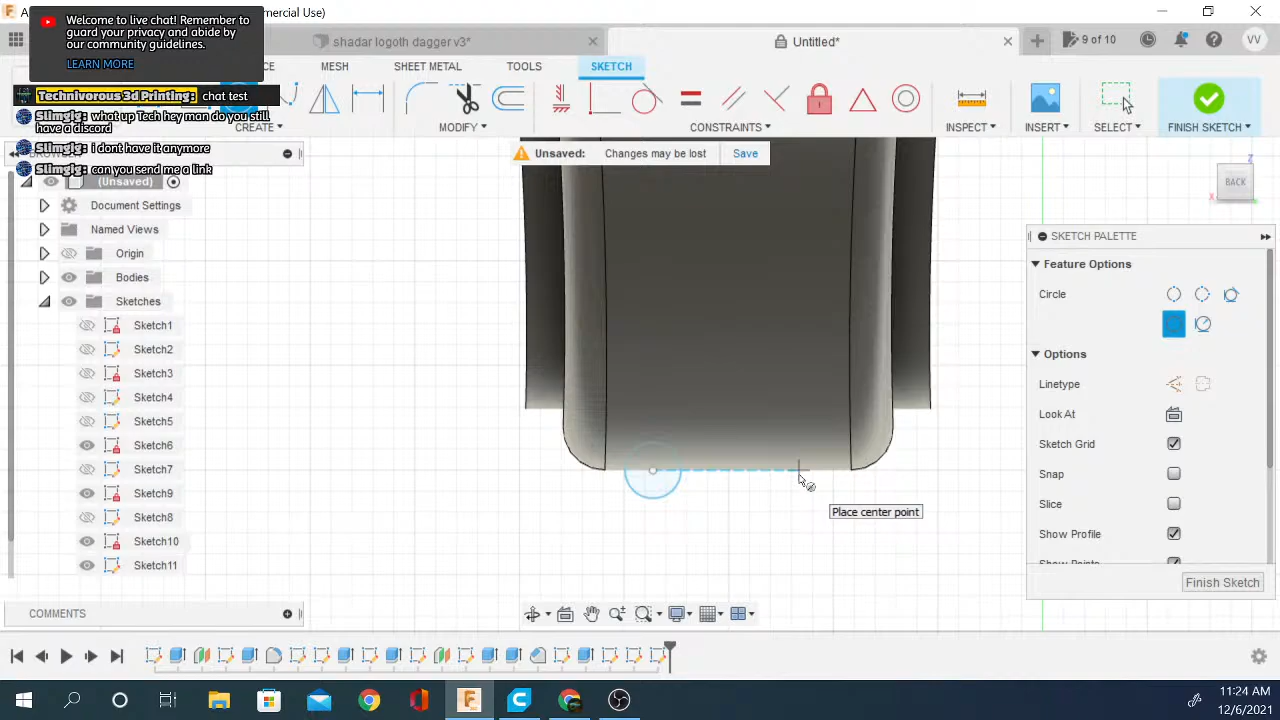 Welcome to live chat! Remember to
guard your privacy and abide by
our community guidelines.
LEARN MORE
Technivorous 3d Printing: chat test
Slimgig: what up Tech hey man do you still
have a discord
Slimgig: i dont have it anymore
Slimgig: can you send me a link
shadar logoth dagger v3*
Untitled*
9 of 10
VV
MESH
SHEET METAL
TOOLS
SKETCH
CREATE
MODIFY
CONSTRAINTS
INSPECT
INSERT
SELECT
FINISH SKETCH
Unsaved: Changes may be lost Save
(Unsaved)
Document Settings
Named Views
Origin
Bodies
Sketches
Sketch1
Sketch2
Sketch3
Sketch4
Sketch5
Sketch6
Sketch7
Sketch9
Sketch8
Sketch10
Sketch11
COMMENTS
Place center point
BACK
Z
X
SKETCH PALETTE
Feature Options
Circle
Options
Linetype
Look At
Sketch Grid
Snap
Slice
Show Profile
Show Points
Finish Sketch
12/6/2021